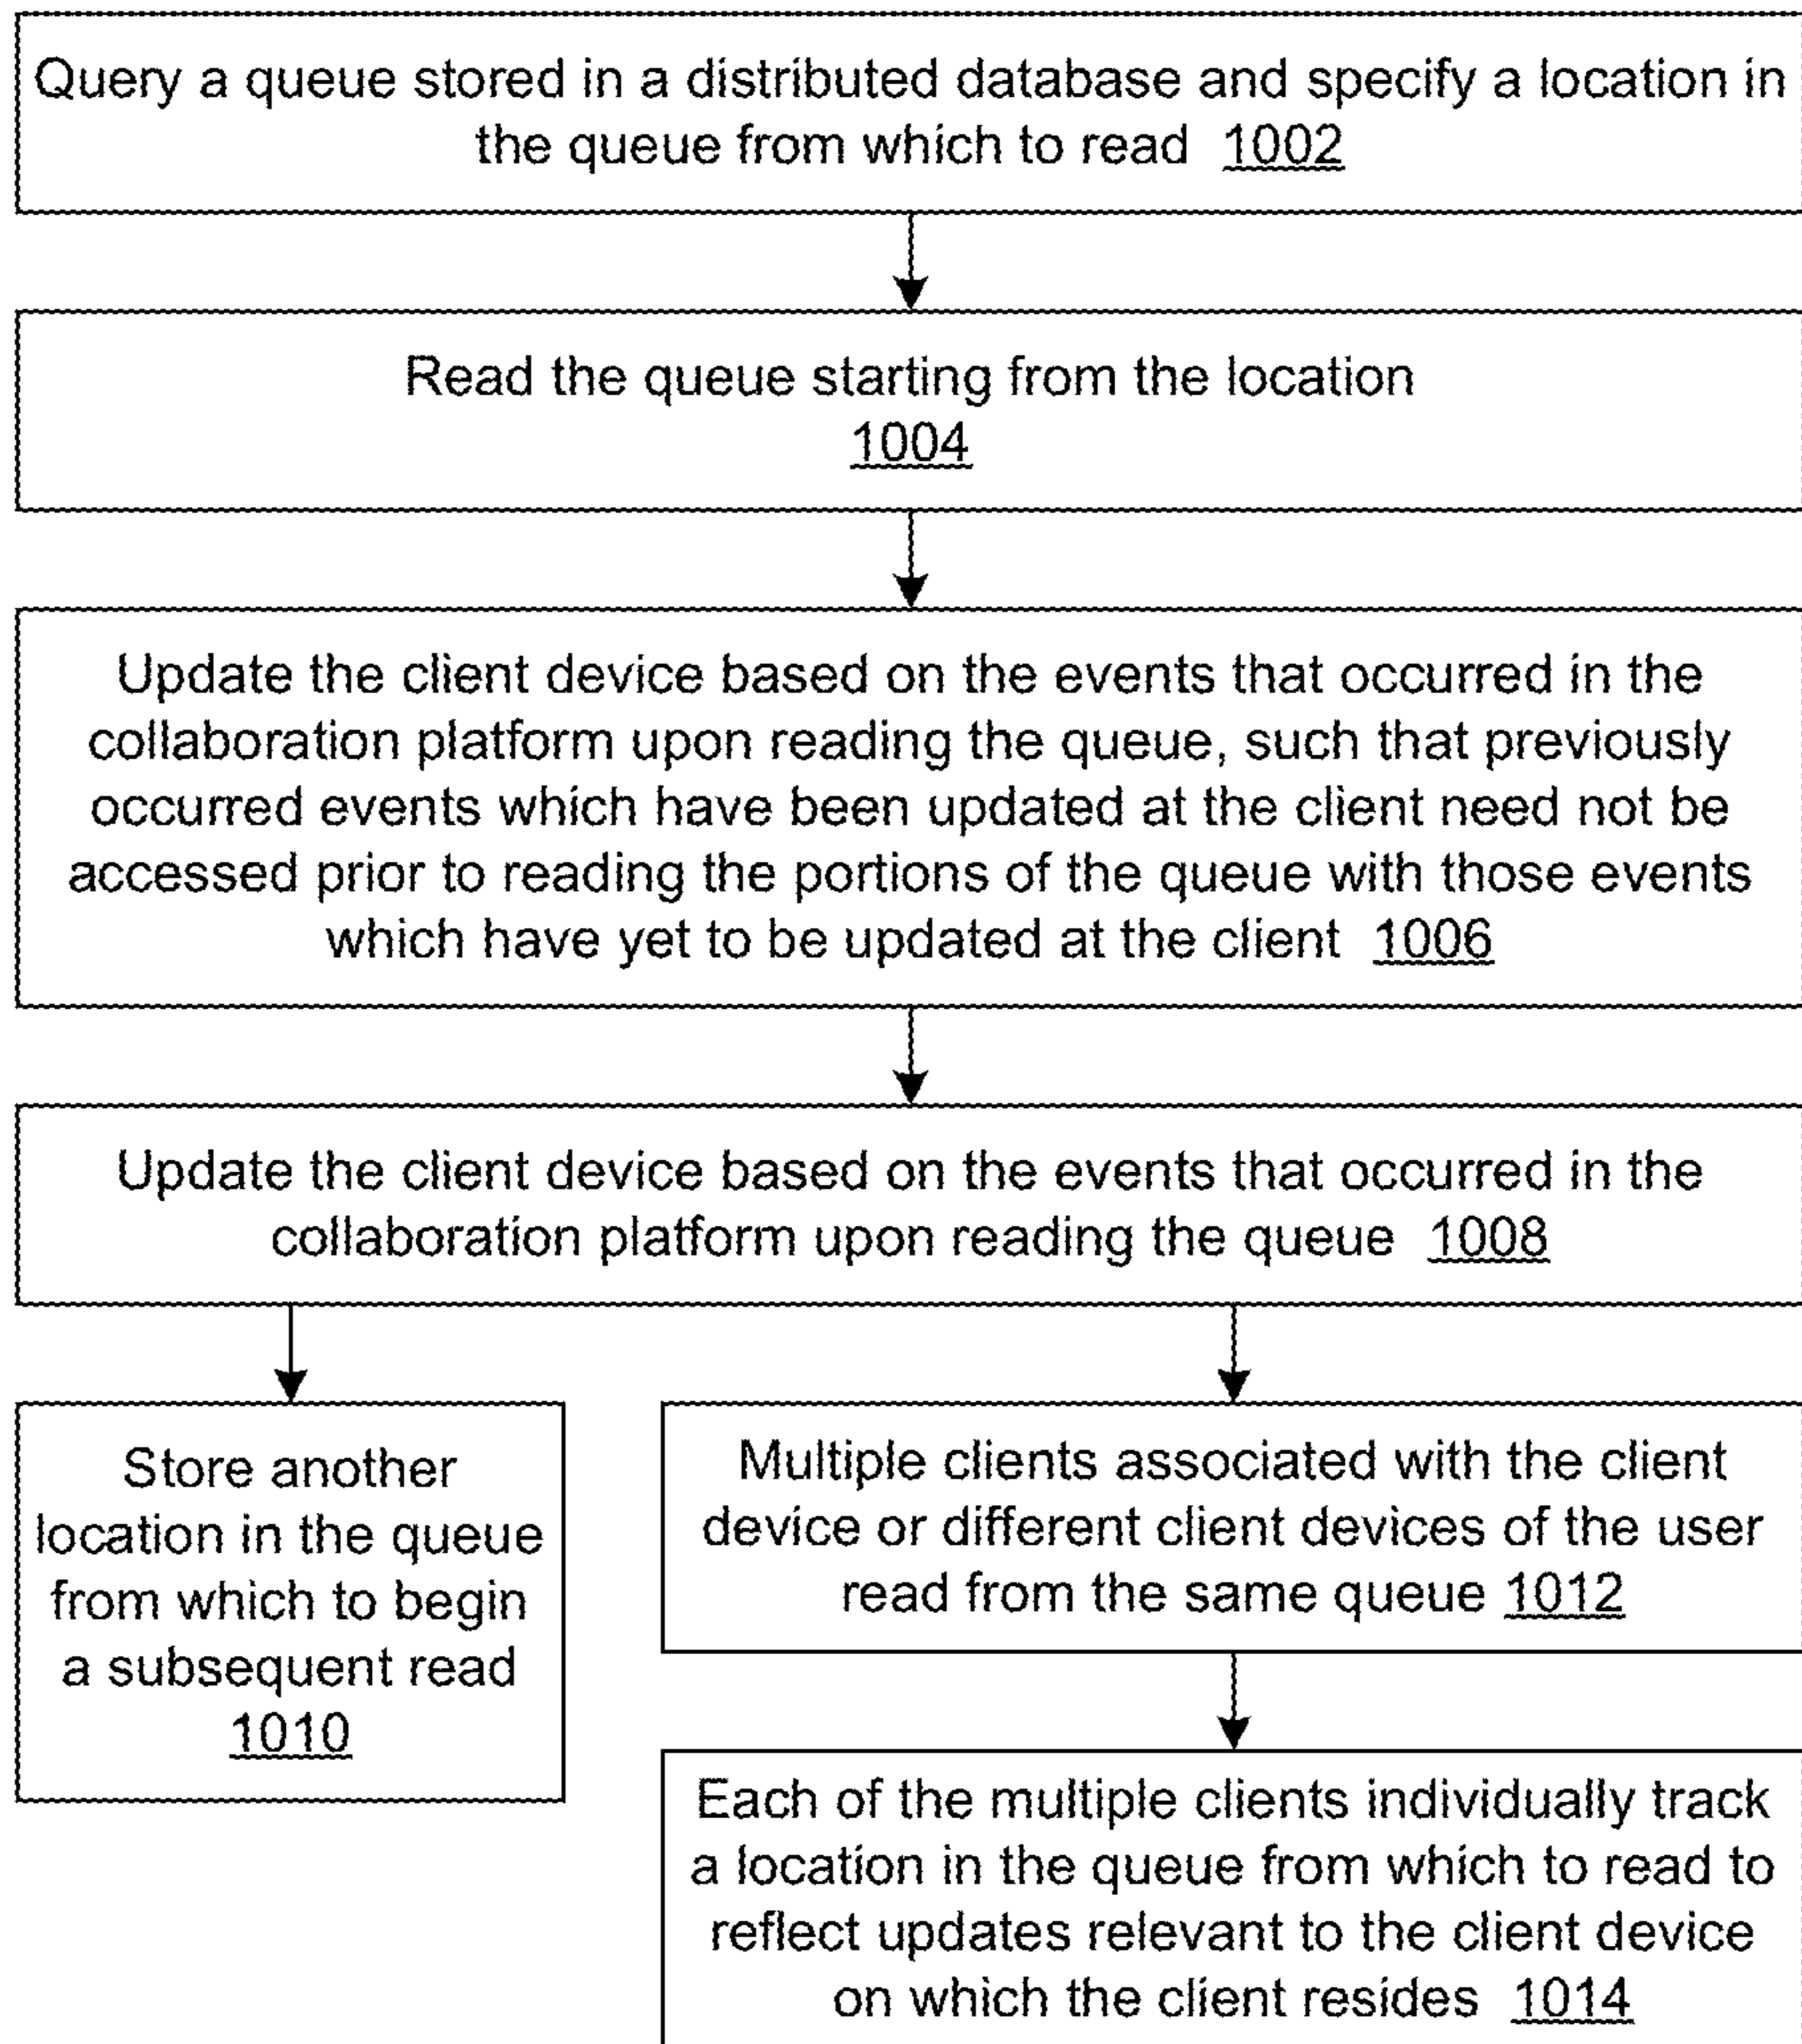 Query a queue stored in a distributed database and specify a location in
the queue from which to read 1002
Read the queue starting from the location
1004
Update the client device based on the events that occurred in the
collaboration platform upon reading the queue, such that previously
occurred events which have been updated at the client need not be
accessed prior to reading the portions of the queue with those events
which have yet to be updated at the client 1006
Update the client device based on the events that occurred in the
collaboration platform upon reading the queue 1008
Store another
location in the queue
from which to begin
a subsequent read
1010
Multiple clients associated with the client
device or different client devices of the user
read from the same queue 1012
Each of the multiple clients individually track
a location in the queue from which to read to
reflect updates relevant to the client device
on which the client resides 1014